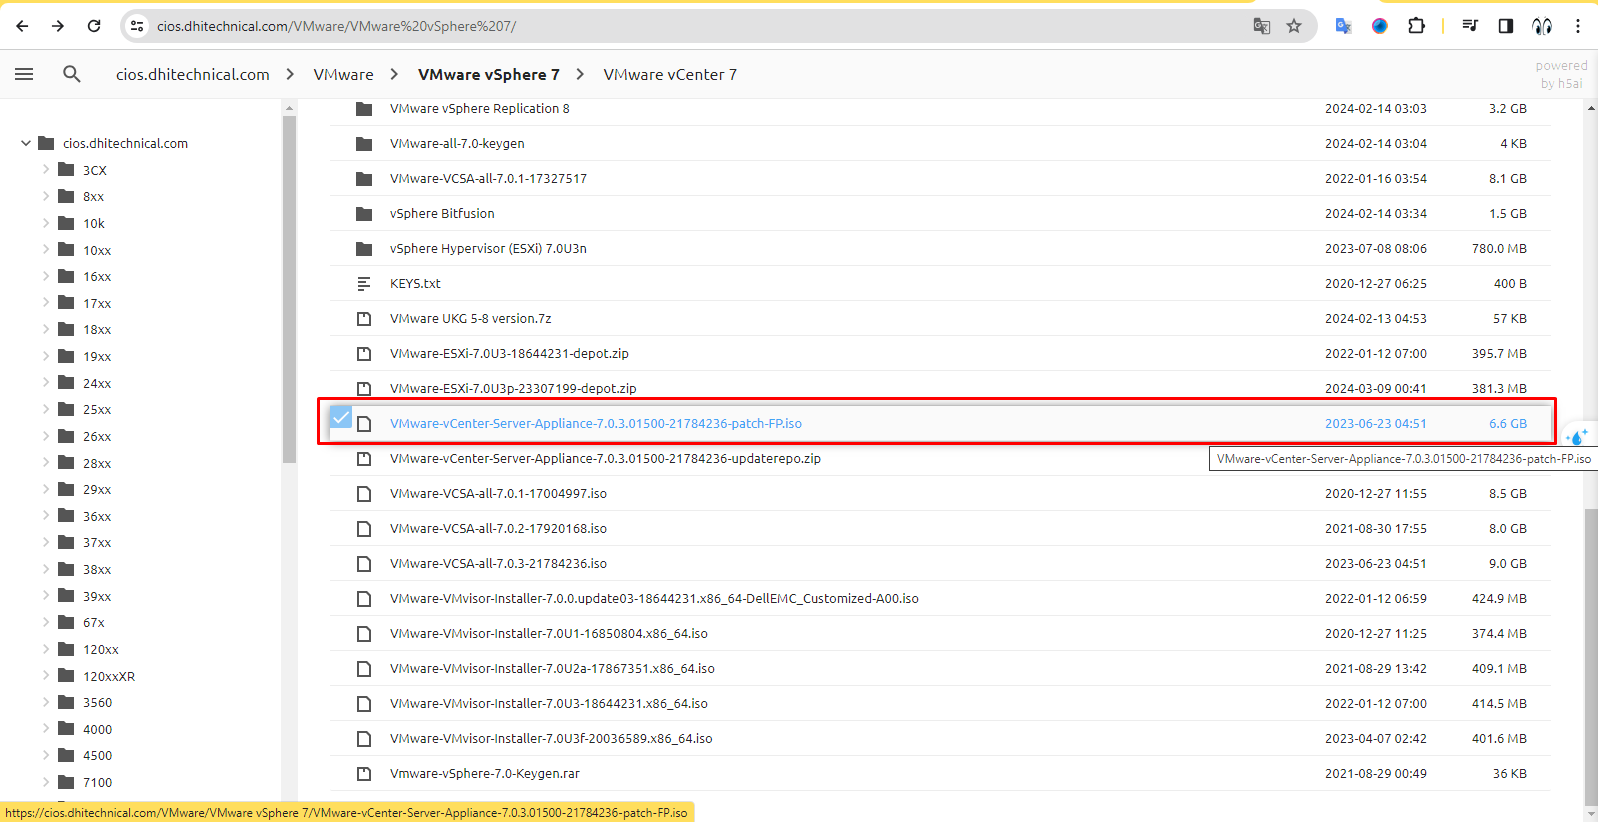 cios.dhitechnical.com/VMware/VMware%20vSphere%207/
cios.dhitechnical.com > VMware > VMware vSphere 7 > VMware vCenter 7
powered
by h5ai
cios.dhitechnical.com
3CX
8xx
10k
10xx
16xx
17xx
18xx
19xx
24xx
25xx
26xx
28xx
29xx
36xx
37xx
38xx
39xx
67x
120xx
120xxXR
3560
4000
4500
7100
VMware vSphere Replication 8 2024-02-14 03:03 3.2 GB
VMware-all-7.0-keygen 2024-02-14 03:04 4 KB
VMware-VCSA-all-7.0.1-17327517 2022-01-16 03:54 8.1 GB
vSphere Bitfusion 2024-02-14 03:34 1.5 GB
vSphere Hypervisor (ESXi) 7.0U3n 2023-07-08 08:06 780.0 MB
KEYS.txt 2020-12-27 06:25 400 B
VMware UKG 5-8 version.7z 2024-02-13 04:53 57 KB
VMware-ESXi-7.0U3-18644231-depot.zip 2022-01-12 07:00 395.7 MB
VMware-ESXi-7.0U3p-23307199-depot.zip 2024-03-09 00:41 381.3 MB
VMware-vCenter-Server-Appliance-7.0.3.01500-21784236-patch-FP.iso 2023-06-23 04:51 6.6 GB
VMware-vCenter-Server-Appliance-7.0.3.01500-21784236-updaterepo.zip
VMware-vCenter-Server-Appliance-7.0.3.01500-21784236-patch-FP.iso
VMware-VCSA-all-7.0.1-17004997.iso 2020-12-27 11:55 8.5 GB
VMware-VCSA-all-7.0.2-17920168.iso 2021-08-30 17:55 8.0 GB
VMware-VCSA-all-7.0.3-21784236.iso 2023-06-23 04:51 9.0 GB
VMware-VMvisor-Installer-7.0.0.update03-18644231.x86_64-DellEMC_Customized-A00.iso 2022-01-12 06:59 424.9 MB
VMware-VMvisor-Installer-7.0U1-16850804.x86_64.iso 2020-12-27 11:25 374.4 MB
VMware-VMvisor-Installer-7.0U2a-17867351.x86_64.iso 2021-08-29 13:42 409.1 MB
VMware-VMvisor-Installer-7.0U3-18644231.x86_64.iso 2022-01-12 07:00 414.5 MB
VMware-VMvisor-Installer-7.0U3f-20036589.x86_64.iso 2023-04-07 02:42 401.6 MB
Vmware-vSphere-7.0-Keygen.rar 2021-08-29 00:49 36 KB
https://cios.dhitechnical.com/VMware/VMware vSphere 7/VMware-vCenter-Server-Appliance-7.0.3.01500-21784236-patch-FP.iso